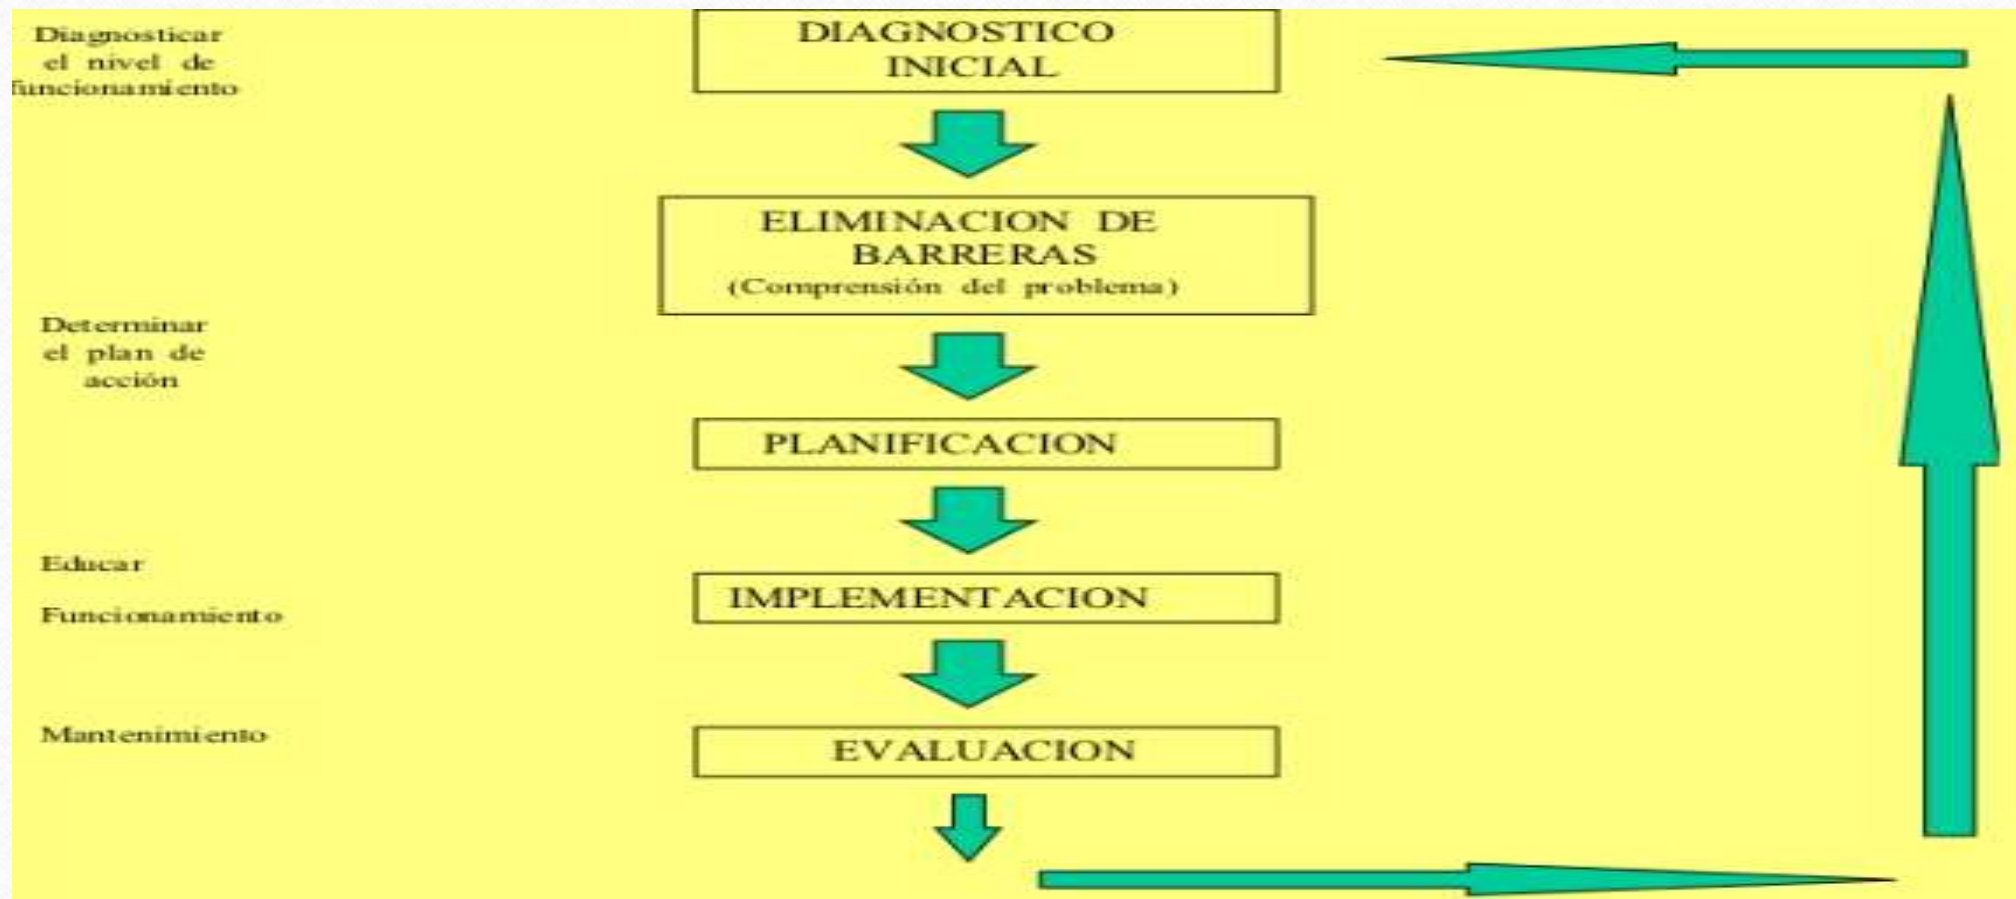 Diagnosticar
el nivel de
funcionamiento
DIAGNOSTICO
INICIAL
ELIMINACION DE
BARRERAS
(Comprensión del problema)
Determinar
el plan de
acción
PLANIFICACION
Educar
Funcionamiento
IMPLEMENTACION
Mantenimiento
EVALUACION